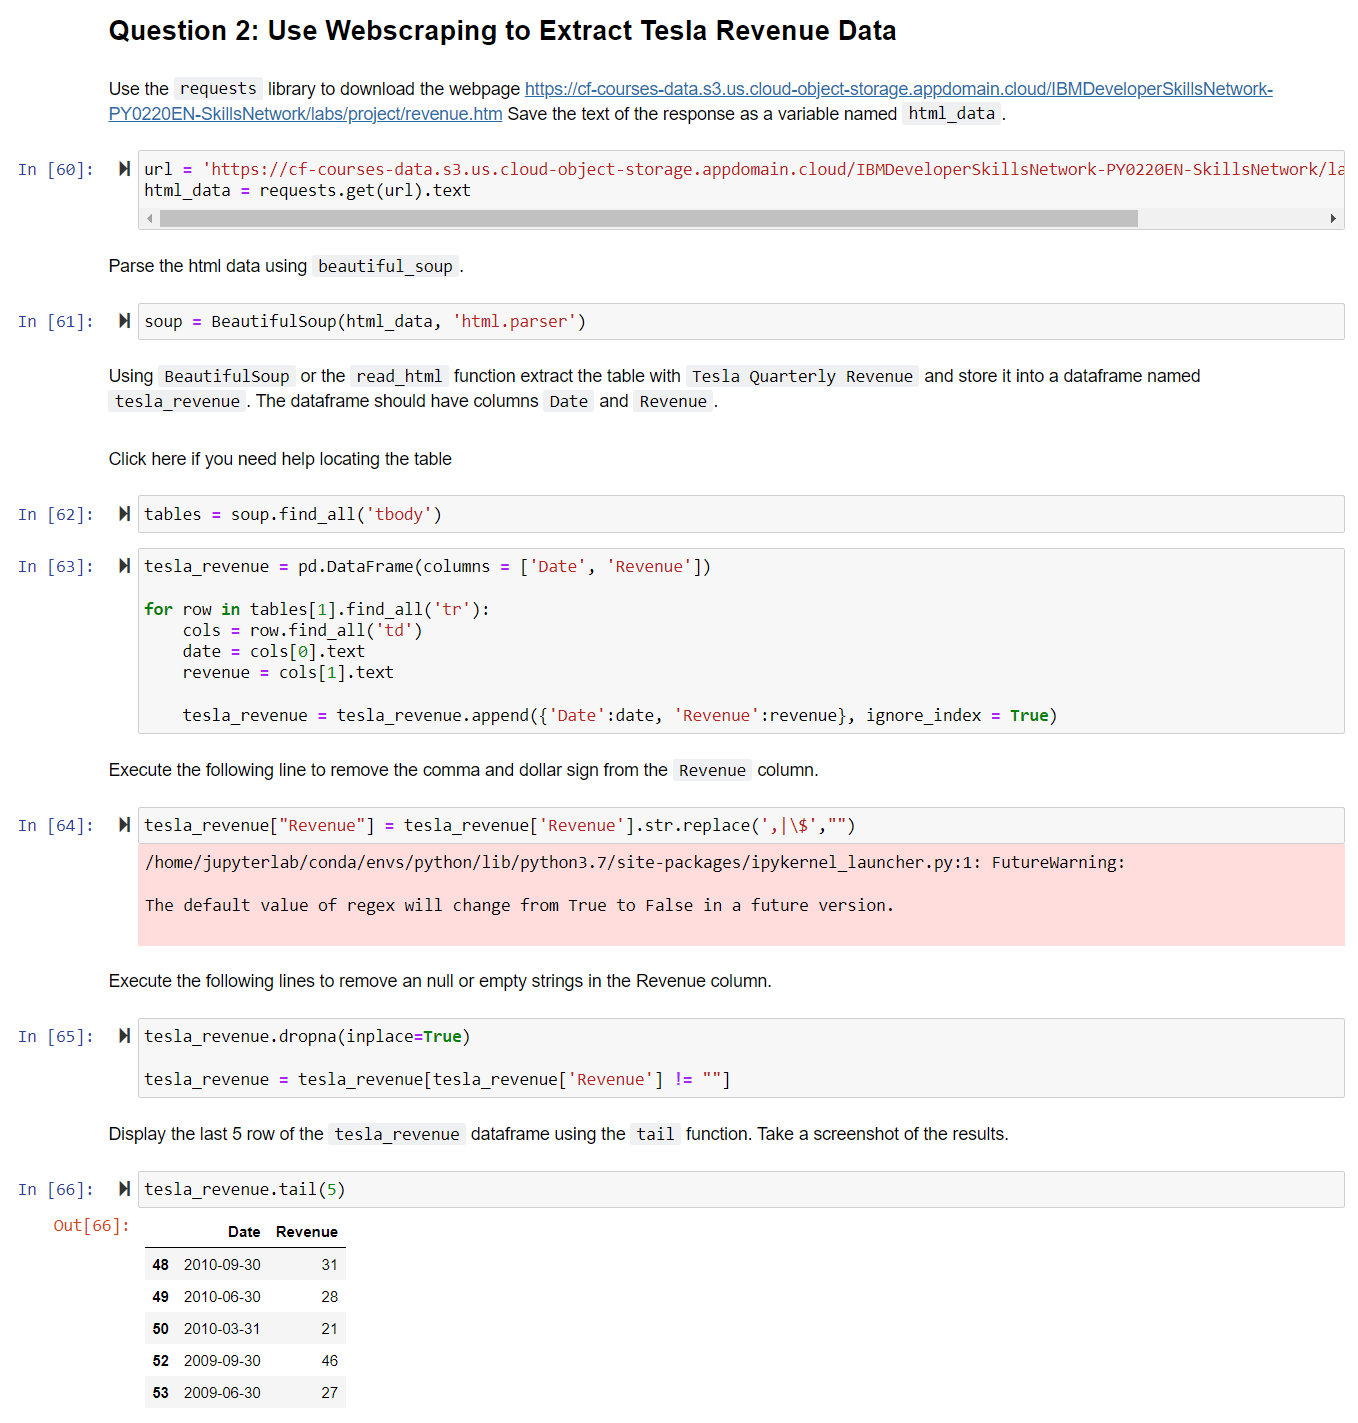 Question 2: Use Webscraping to Extract Tesla Revenue Data
Use the requests library to download the webpage https://cf-courses-data.s3.us.cloud-object-storage.appdomain.cloud/IBMDeveloperSkillsNetwork-
PY0220EN-SkillsNetwork/labs/project/revenue.htm Save the text of the response as a variable named html_data.
In [60]: url = 'https://cf-courses-data.s3.us.cloud-object-storage.appdomain.cloud/IBMDeveloperSkillsNetwork-PY0220EN-SkillsNetwork/la
html_data = requests.get(url).text
Parse the html data using beautiful_soup.
In [61]: soup = BeautifulSoup(html_data, 'html.parser')
Using BeautifulSoup or the read_html function extract the table with Tesla Quarterly Revenue and store it into a dataframe named
tesla_revenue. The dataframe should have columns Date and Revenue.
Click here if you need help locating the table
In [62]: tables = soup.find_all('tbody')
In [63]: tesla_revenue = pd.DataFrame(columns = ['Date', 'Revenue'])
for row in tables[1].find_all('tr'):
    cols = row.find_all('td')
    date = cols[0].text
    revenue = cols[1].text
    tesla_revenue = tesla_revenue.append({'Date':date, 'Revenue':revenue}, ignore_index = True)
Execute the following line to remove the comma and dollar sign from the Revenue column.
In [64]: tesla_revenue["Revenue"] = tesla_revenue['Revenue'].str.replace(',|\$',"")
/home/jupyterlab/conda/envs/python/lib/python3.7/site-packages/ipykernel_launcher.py:1: FutureWarning:
The default value of regex will change from True to False in a future version.
Execute the following lines to remove an null or empty strings in the Revenue column.
In [65]: tesla_revenue.dropna(inplace=True)
tesla_revenue = tesla_revenue[tesla_revenue['Revenue'] != ""]
Display the last 5 row of the tesla_revenue dataframe using the tail function. Take a screenshot of the results.
In [66]: tesla_revenue.tail(5)
Out[66]:
Date Revenue
48 2010-09-30 31
49 2010-06-30 28
50 2010-03-31 21
52 2009-09-30 46
53 2009-06-30 27